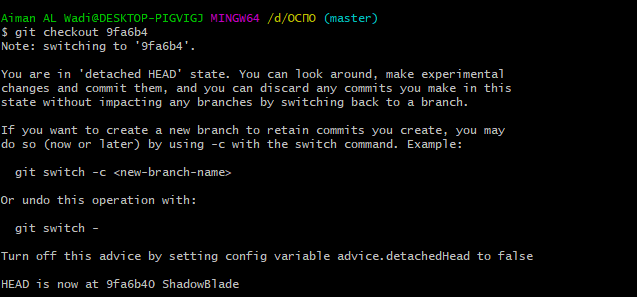 Aiman AL Wadi@DESKTOP-PIGVIGJ MINGW64 /d/ОСПО (master)
$ git checkout 9fa6b4
Note: switching to '9fa6b4'.
You are in 'detached HEAD' state. You can look around, make experimental
changes and commit them, and you can discard any commits you make in this
state without impacting any branches by switching back to a branch.
If you want to create a new branch to retain commits you create, you may
do so (now or later) by using -c with the switch command. Example:
git switch -c <new-branch-name>
Or undo this operation with:
git switch -
Turn off this advice by setting config variable advice.detachedHead to false
HEAD is now at 9fa6b40 ShadowBlade